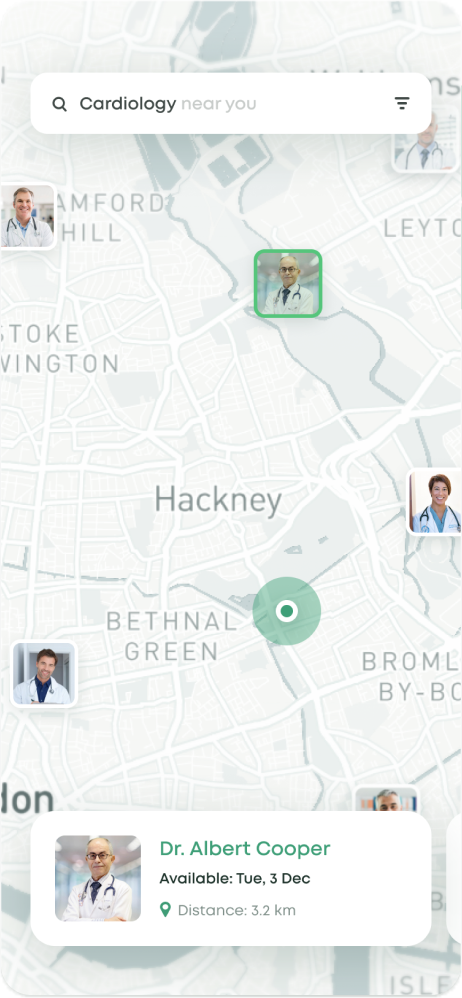 Cardiology near you
AMFORD
HILL
LEYTO
STOKE
WINGTON
Hackney
BETHNAL
GREEN
BROML
BY-BO
don
Dr. Albert Cooper
Available: Tue, 3 Dec
Distance: 3.2 km
ISLE